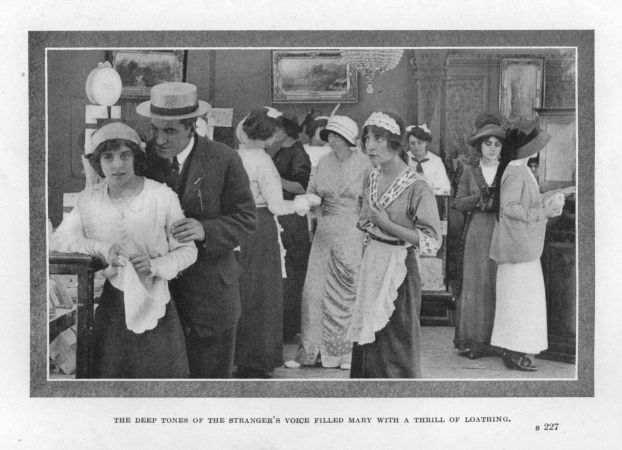 THE DEEP TONES OF THE STRANGER'S VOICE FILLED MARY WITH A THRILL OF LOATHING.
B 227